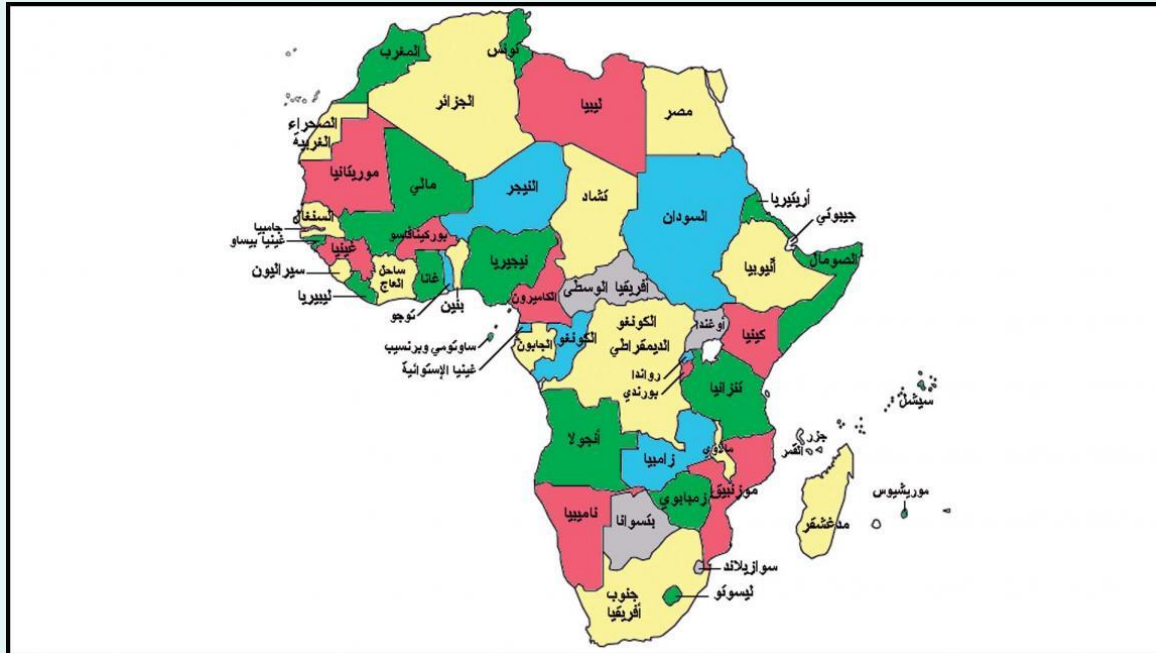 المغرب
تونس
الجزائر
ليبيا
مصر
الصحراء
الغربية
موريتانيا
مالي
النيجر
تشاد
السودان
أريتيريا
جيبوتي
السنغال
جامبيا
غينيا بيساو
غينيا
بوركينافاسو
نيجيريا
أثيوبيا
الصومال
سيراليون
ساحل
العاج
غانا
بنين
ليبيريا
توجو
الكاميرون
أفريقيا الوسطى
ساوتومي وبرنسيب
غينيا الإستوائية
الجابون
الكونغو
الكونغو
الديمقراطي
أوغندا
كينيا
رواندا
بورندي
تنزانيا
سيشل
أنجولا
زامبيا
مالاوي
جزر
القمر
موزنبيق
زمبابوي
ناميبيا
بتسوانا
مدغشقر
موريشيوس
سوازيلاند
ليسوتو
جنوب
أفريقيا